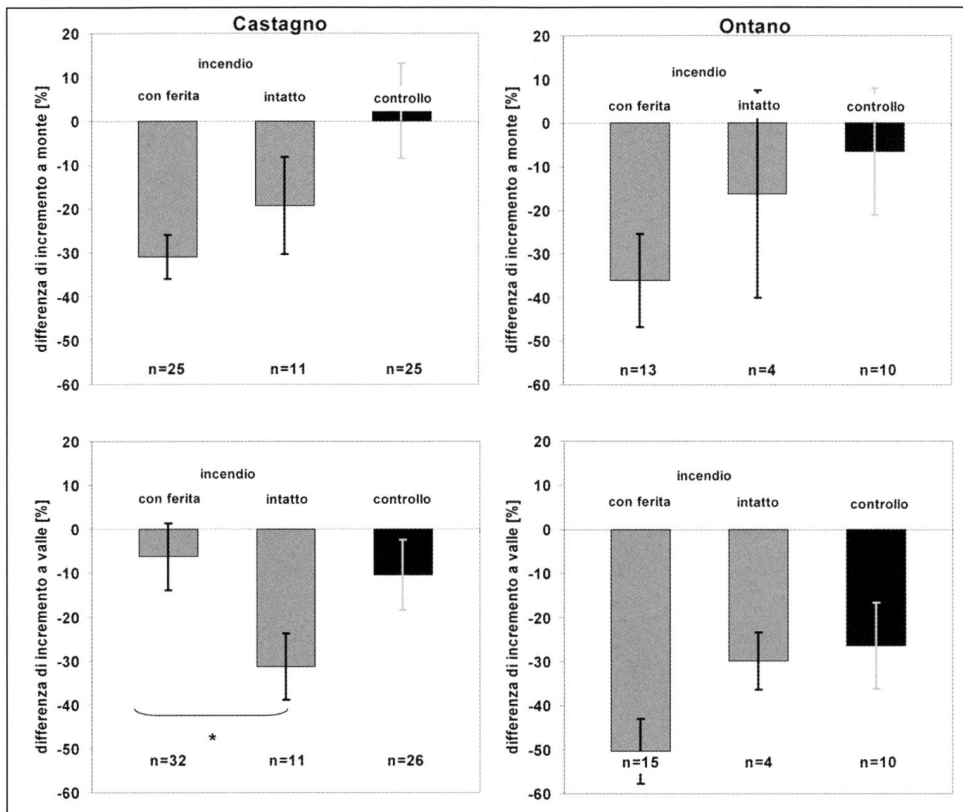 Castagno
20
10
0
-10
-20
-30
-40
-50
-60
differenza di incremento a monte [%]
incendio
con ferita intatto controllo
n=25 n=11 n=25
Ontano
20
10
0
-10
-20
-30
-40
-50
-60
differenza di incremento a monte [%]
incendio
con ferita intatto controllo
n=13 n=4 n=10
20
10
0
-10
-20
-30
-40
-50
-60
differenza di incremento a valle [%]
incendio
con ferita intatto controllo
*
n=32 n=11 n=26
20
10
0
-10
-20
-30
-40
-50
-60
differenza di incremento a valle [%]
incendio
con ferita intatto controllo
n=15 n=4 n=10